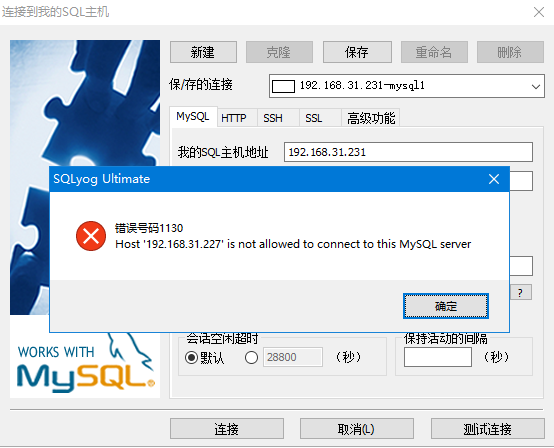 连接到我的SQL主机
新建
克隆
保存
重命名
删除
保/存的连接
192.168.31.231-mysql1
MySQL
HTTP
SSH
SSL
高级功能
我的SQL主机地址
192.168.31.231
SQLyog Ultimate
错误号码1130
Host '192.168.31.227' is not allowed to connect to this MySQL server
确定
?
会话空闲超时
默认
28800
（秒）
保持活动的间隔
（秒）
WORKS WITH
MySQL®
连接
取消(L)
测试连接